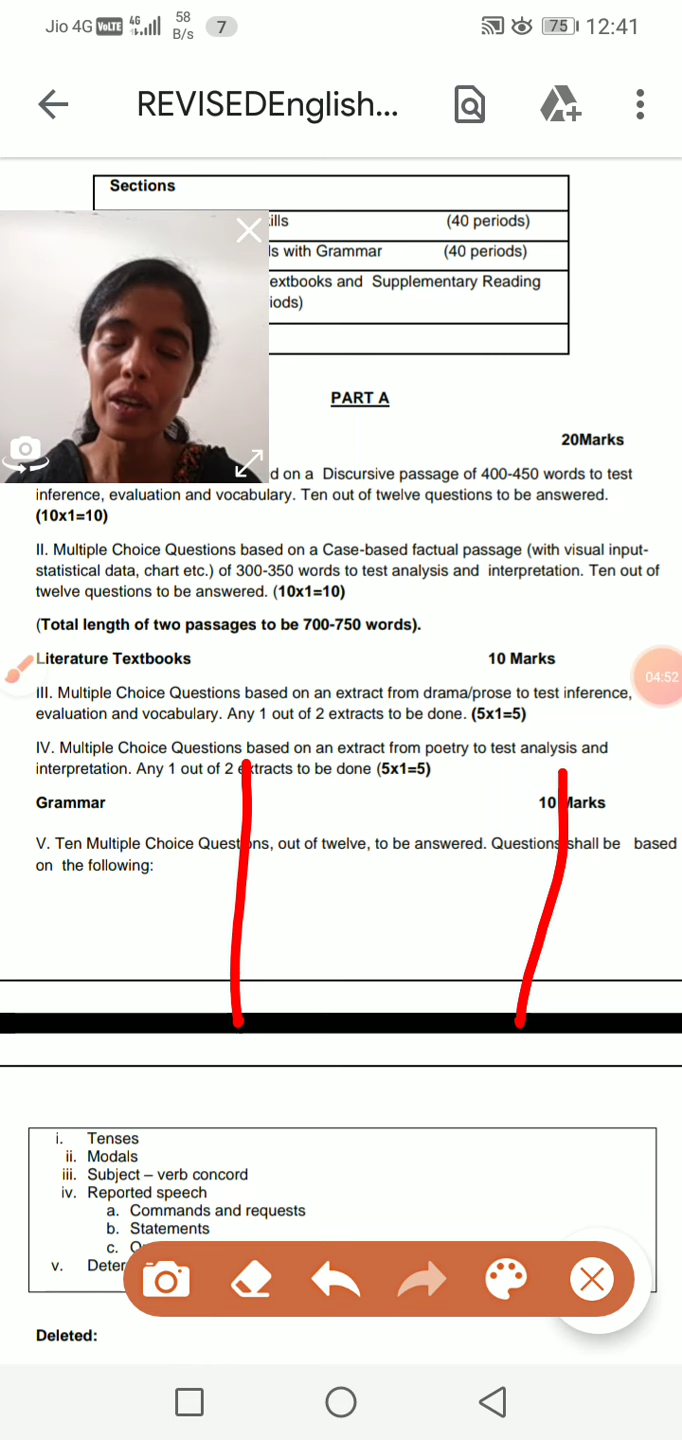 Jio 4G VoLTE 4G 58 B/s 7 75 12:41
REVISEDEnglish...
Sections
ills (40 periods)
ls with Grammar (40 periods)
extbooks and Supplementary Reading
iods)
PART A
20Marks
d on a Discursive passage of 400-450 words to test
inference, evaluation and vocabulary. Ten out of twelve questions to be answered.
(10x1=10)
II. Multiple Choice Questions based on a Case-based factual passage (with visual input-
statistical data, chart etc.) of 300-350 words to test analysis and interpretation. Ten out of
twelve questions to be answered. (10x1=10)
(Total length of two passages to be 700-750 words).
Literature Textbooks 10 Marks
04:52
III. Multiple Choice Questions based on an extract from drama/prose to test inference,
evaluation and vocabulary. Any 1 out of 2 extracts to be done. (5x1=5)
IV. Multiple Choice Questions based on an extract from poetry to test analysis and
interpretation. Any 1 out of 2 extracts to be done (5x1=5)
Grammar 10 Marks
V. Ten Multiple Choice Questions, out of twelve, to be answered. Questions shall be based
on the following:
i. Tenses
ii. Modals
iii. Subject – verb concord
iv. Reported speech
a. Commands and requests
b. Statements
c.
v. Deter
Deleted: